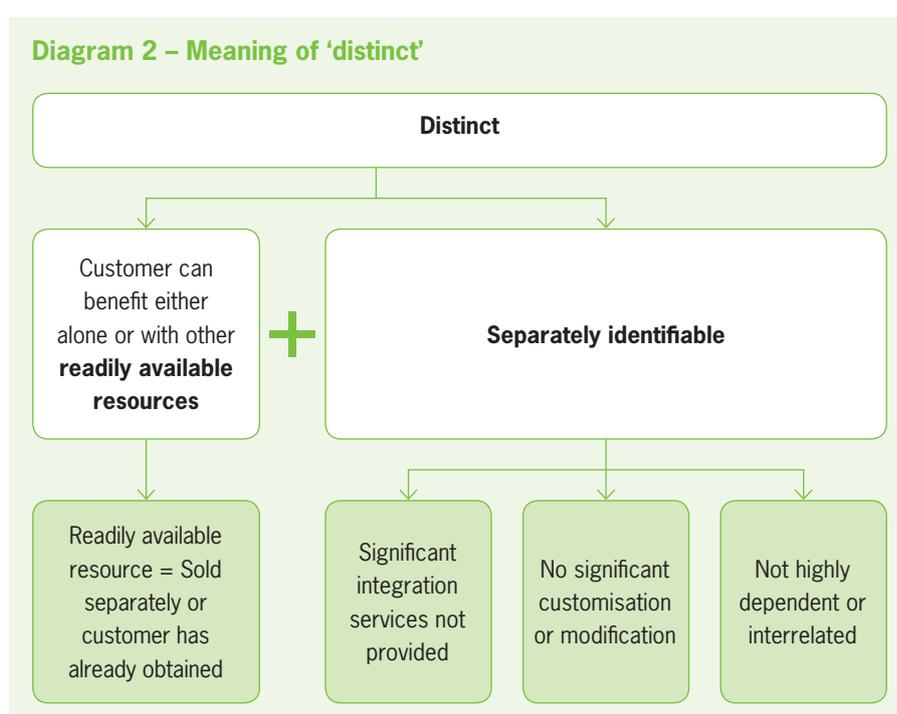 Diagram 2 – Meaning of ‘distinct’
Distinct
Customer can
benefit either
alone or with other
readily available
resources
+
Separately identifiable
Readily available
resource = Sold
separately or
customer has
already obtained
Significant
integration
services not
provided
No significant
customisation
or modification
Not highly
dependent or
interrelated